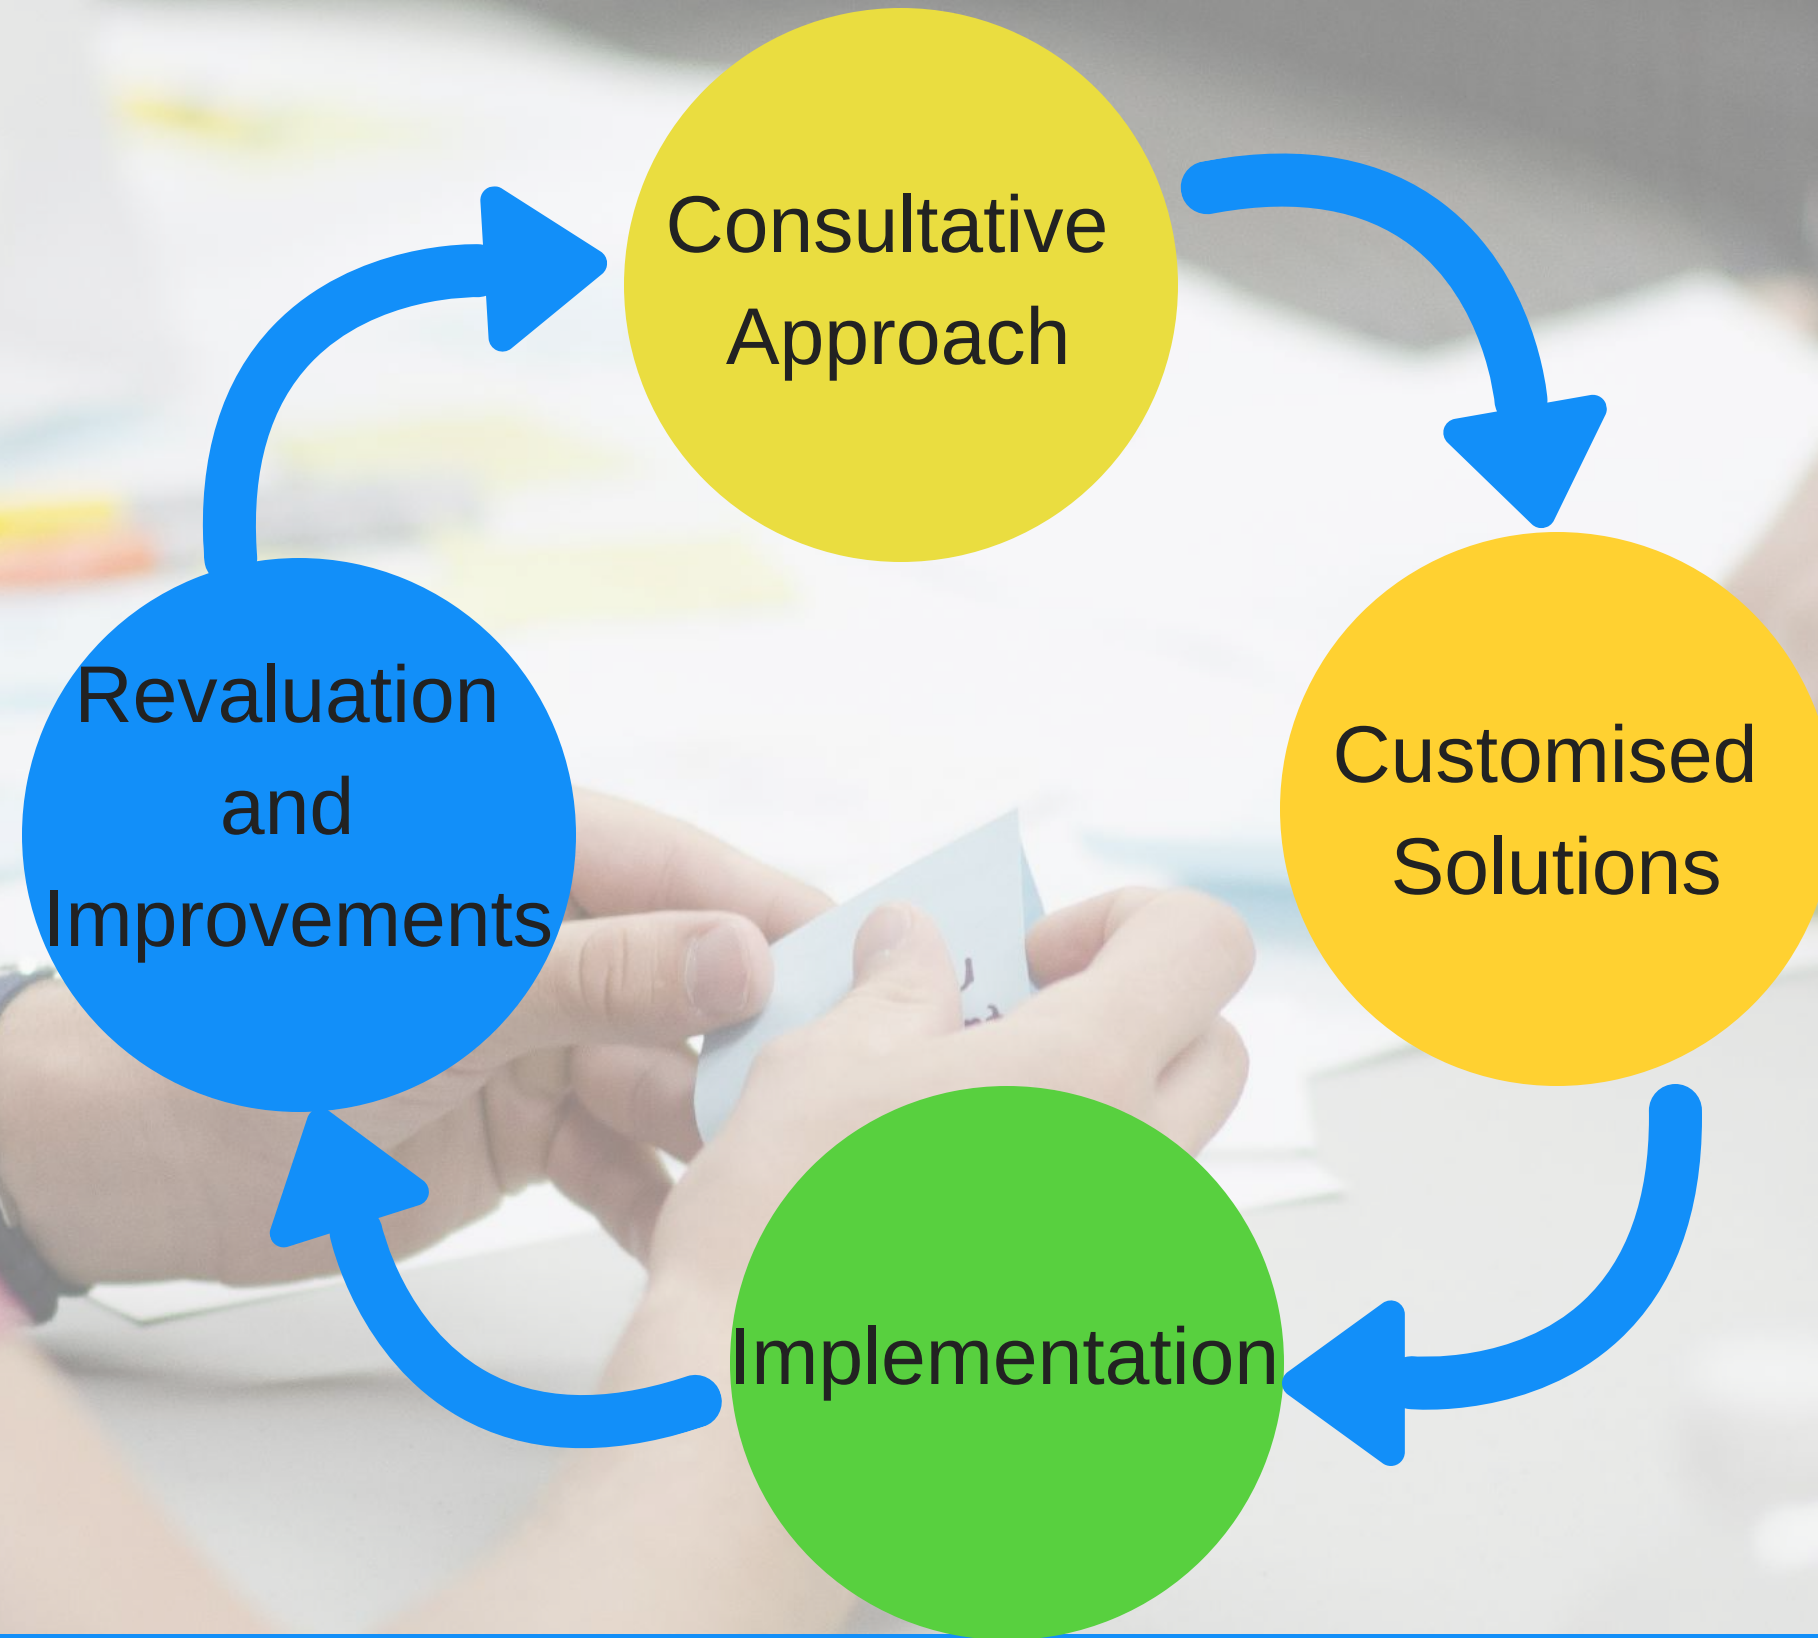 Consultative
Approach
Customised
Solutions
Implementation
Revaluation
and
Improvements